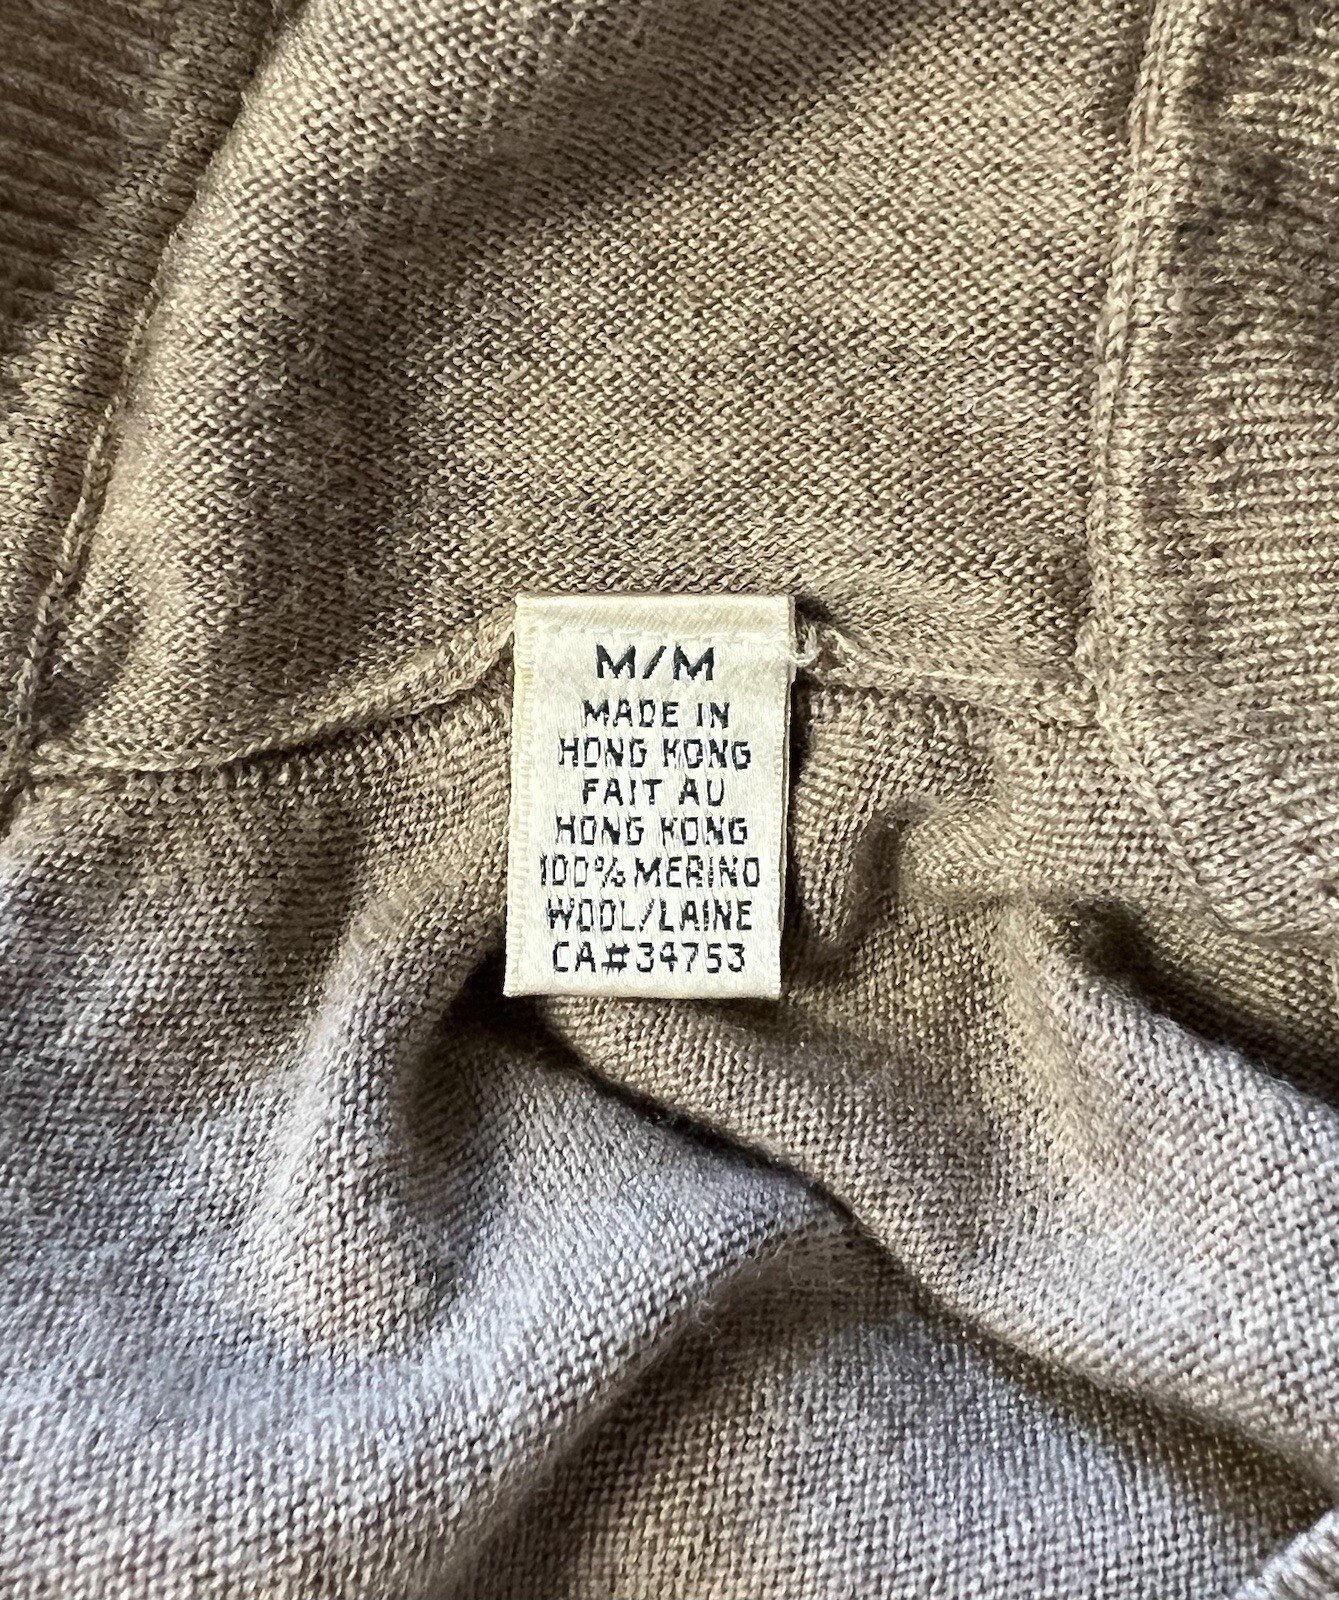 M/M
MADE IN
HONG KONG
FAIT AU
HONG KONG
100% MERINO
WOOL/LAINE
CA#34753